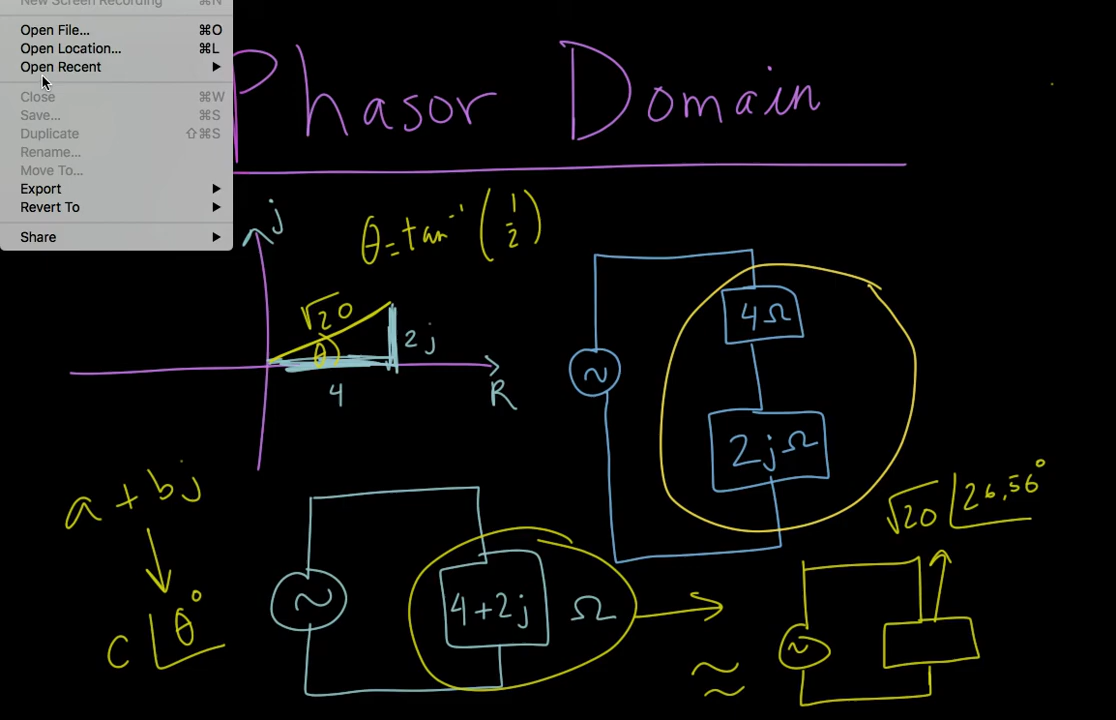 New Screen Recording ⌘N
Open File... ⌘O
Open Location... ⌘L
Open Recent
Close ⌘W
Save... ⌘S
Duplicate ⇧⌘S
Rename...
Move To...
Export
Revert To
Share
Phasor Domain
j
θ=tan⁻¹(1/2)
√20
θ
2j
4
R
4Ω
~
2jΩ
a + bj
c∠θ°
~
4+2j Ω
√20 ∠26,56°
≈
~